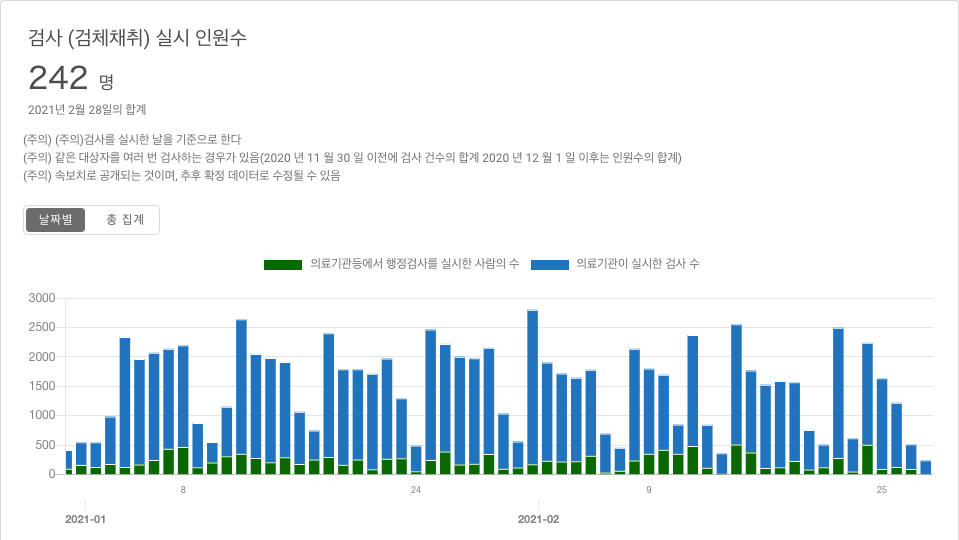 검사 (검체채취) 실시 인원수
242 명
2021년 2월 28일의 합계
(주의) (주의)검사를 실시한 날을 기준으로 한다
(주의) 같은 대상자를 여러 번 검사하는 경우가 있음(2020 년 11 월 30 일 이전에 검사 건수의 합계 2020 년 12 월 1 일 이후는 인원수의 합계)
(주의) 속보치로 공개되는 것이며, 추후 확정 데이터로 수정될 수 있음
날짜별 총 집계
의료기관등에서 행정검사를 실시한 사람의 수 의료기관이 실시한 검사 수
3000
2500
2000
1500
1000
500
0
8 24 9 25
2021-01 2021-02